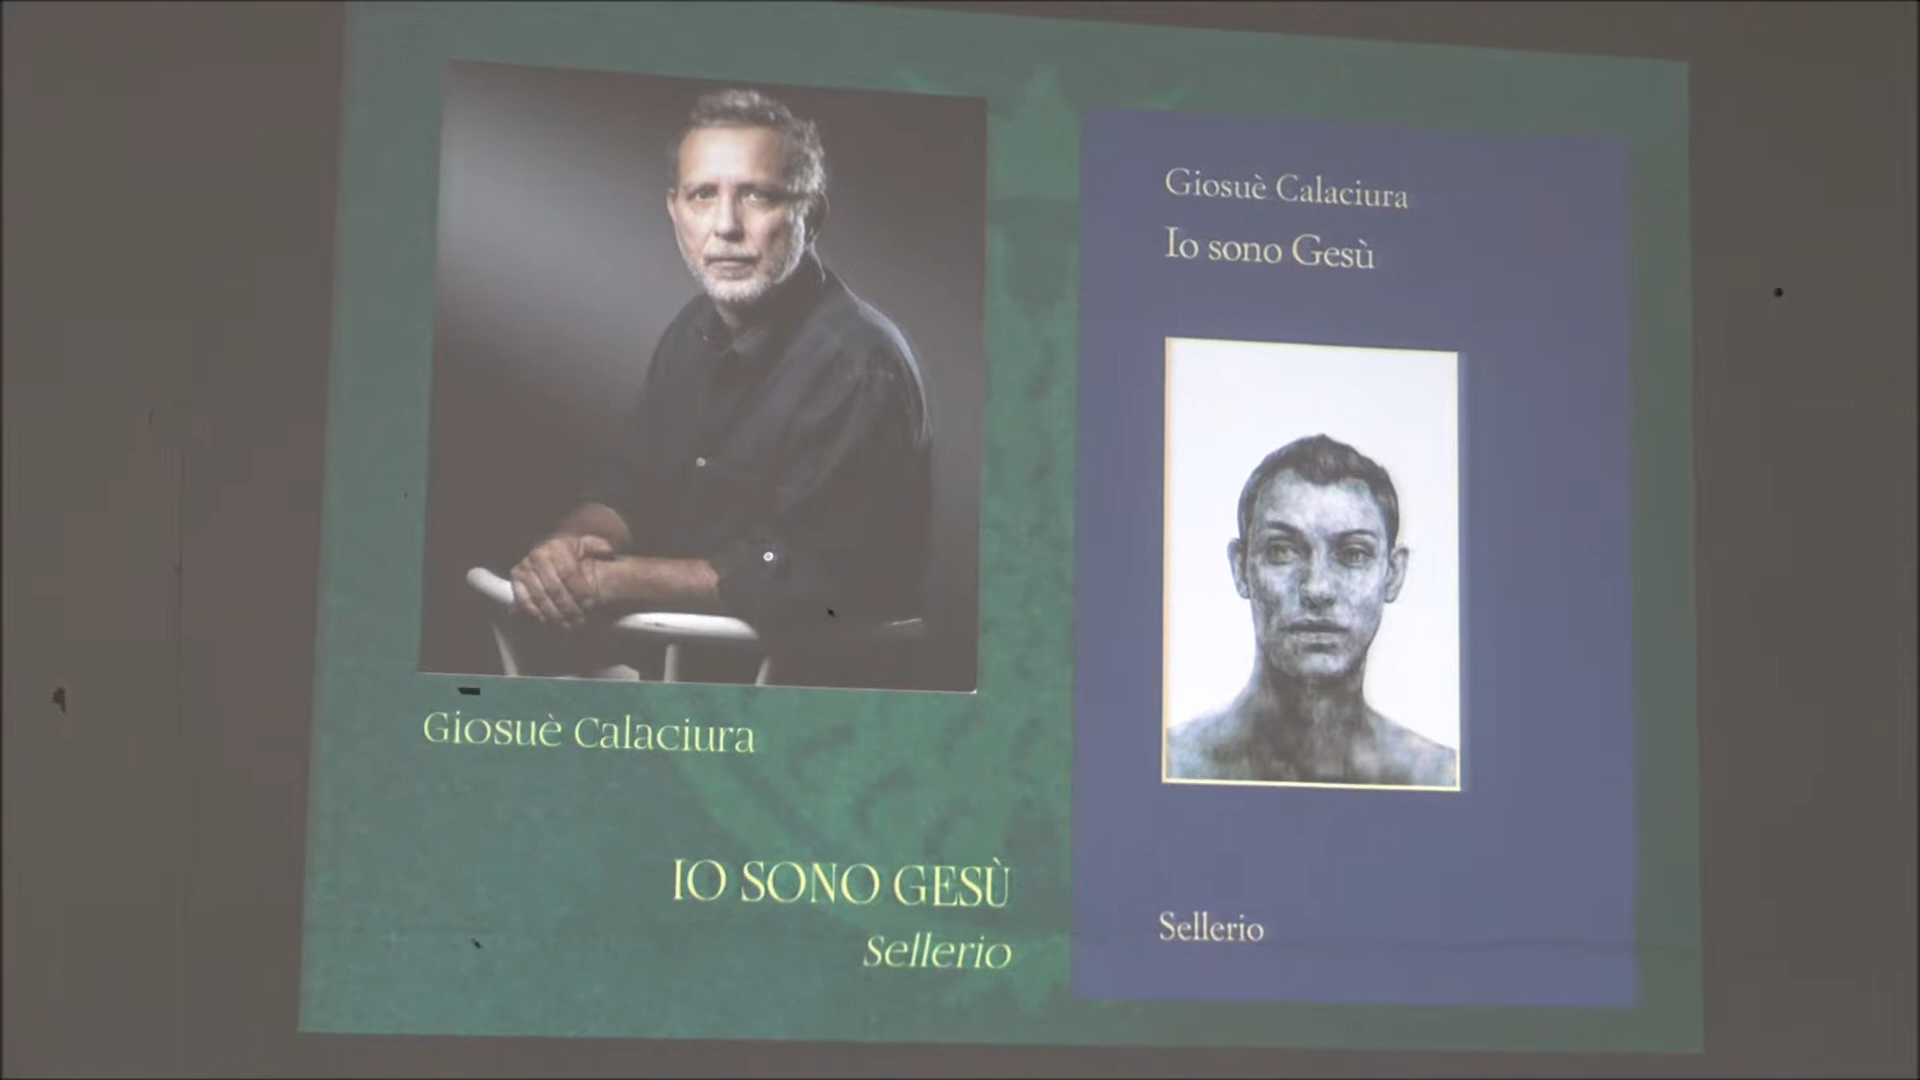 Giosuè Calaciura
IO SONO GESÙ
Sellerio
Giosuè Calaciura
Io sono Gesù
Sellerio